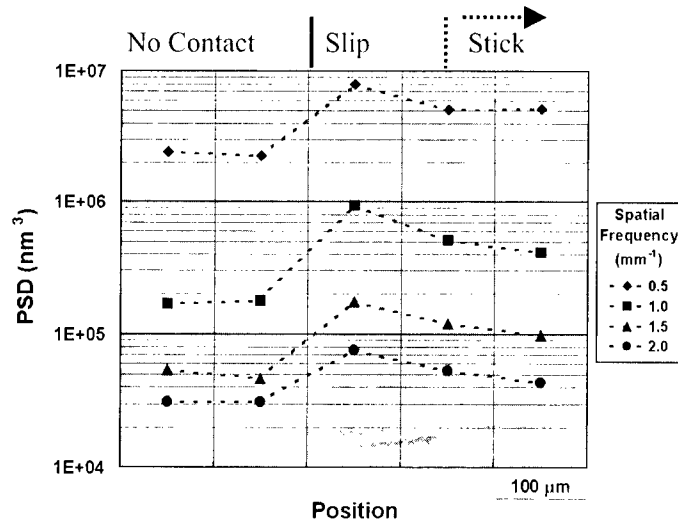 No Contact Slip Stick
1E+07
1E+06
1E+05
1E+04
PSD (nm³)
Position
100 μm
Spatial
Frequency
(mm⁻¹)
0.5
1.0
1.5
2.0